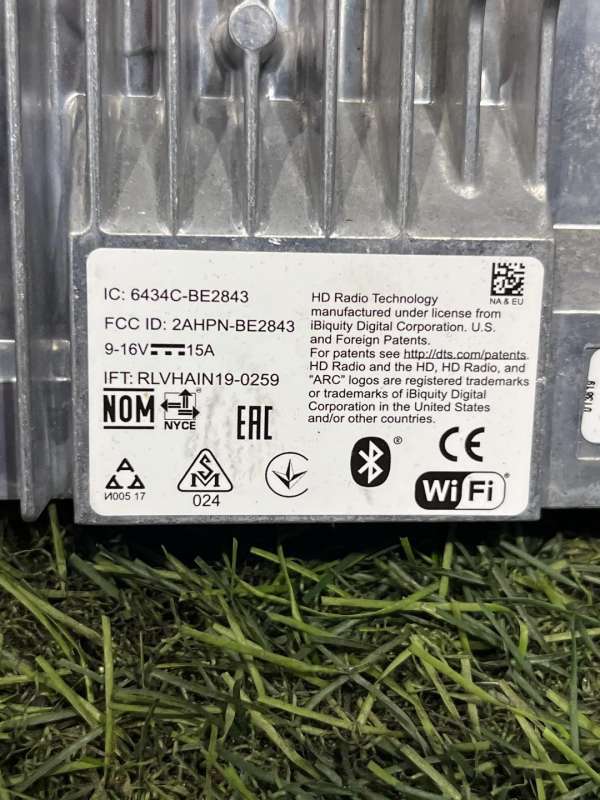 IC: 6434C-BE2843
FCC ID: 2AHPN-BE2843
9-16V 15A
IFT: RLVHAIN19-0259
NOM
NYCE
EAC
И005 17
SM
024
HD Radio Technology
manufactured under license from
iBiquity Digital Corporation. U.S.
and Foreign Patents.
For patents see http://dts.com/patents.
HD Radio and the HD, HD Radio, and
"ARC" logos are registered trademarks
or trademarks of iBiquity Digital
Corporation in the United States
and/or other countries.
NA & EU
CE
WiFi